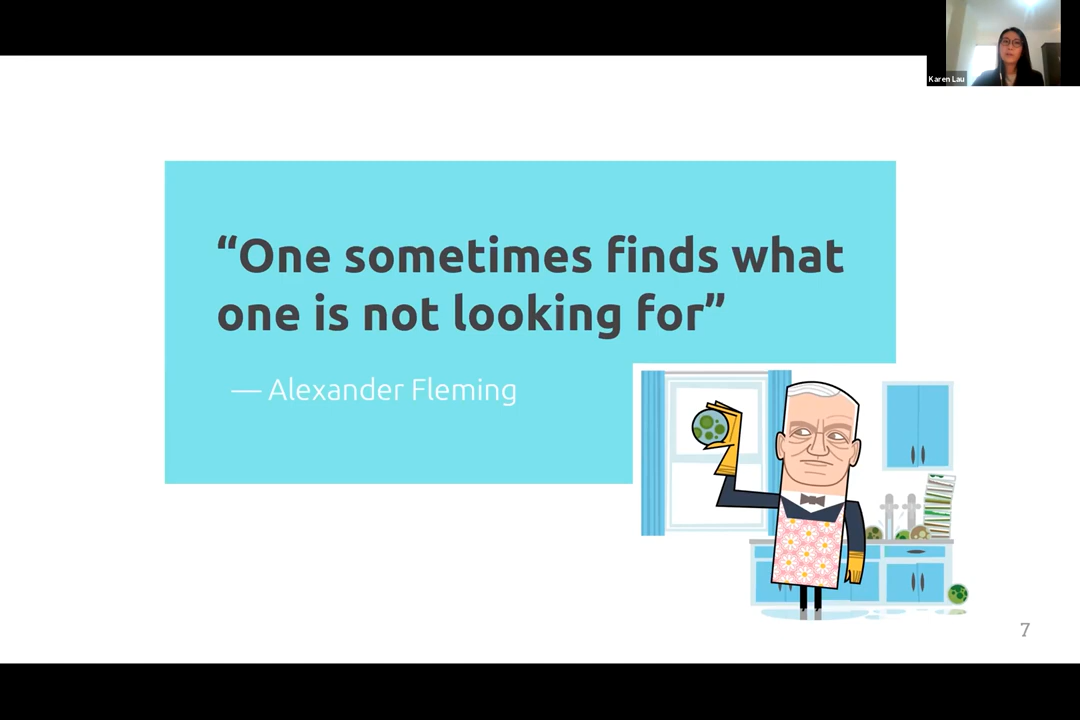 Karen Lau
“One sometimes finds what
one is not looking for”
— Alexander Fleming
7